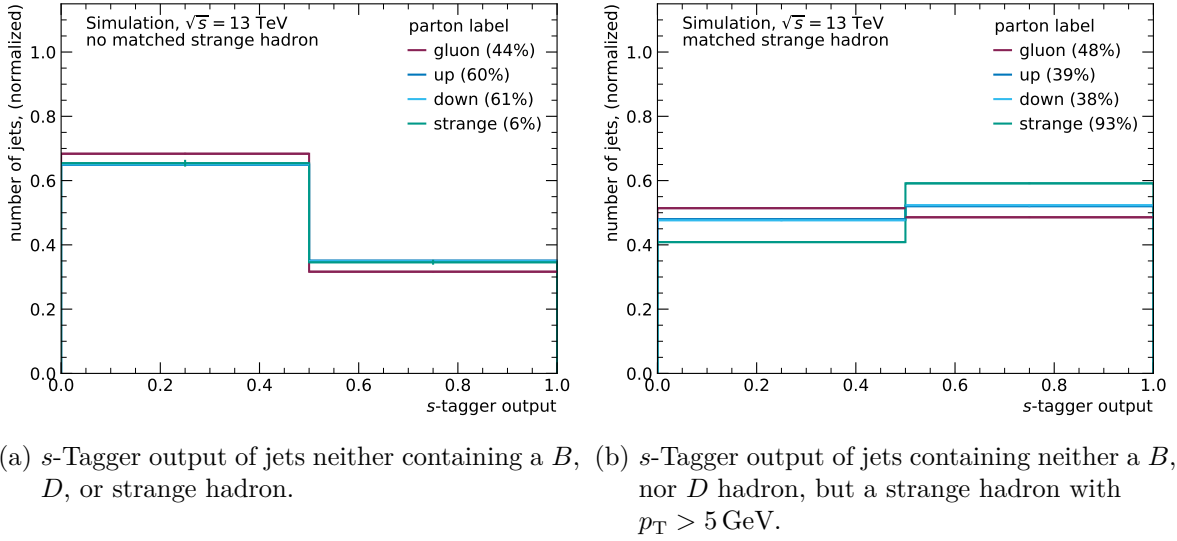 Simulation, √s = 13 TeV
no matched strange hadron
parton label
gluon (44%)
up (60%)
down (61%)
strange (6%)
number of jets, (normalized)
1.0
0.8
0.6
0.4
0.2
0.0
0.0 0.2 0.4 0.6 0.8 1.0
s-tagger output
(a) s-Tagger output of jets neither containing a B,
D, or strange hadron.
Simulation, √s = 13 TeV
matched strange hadron
parton label
gluon (48%)
up (39%)
down (38%)
strange (93%)
number of jets, (normalized)
1.0
0.8
0.6
0.4
0.2
0.0
0.0 0.2 0.4 0.6 0.8 1.0
s-tagger output
(b) s-Tagger output of jets containing neither a B,
nor D hadron, but a strange hadron with
pT > 5 GeV.